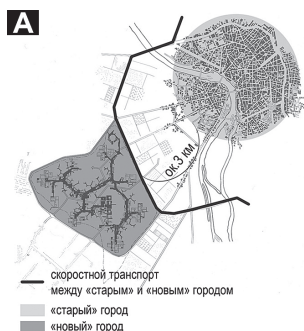 А
ок.3 км
скоростной транспорт
между «старым» и «новым» городом
«старый» город
«новый» город